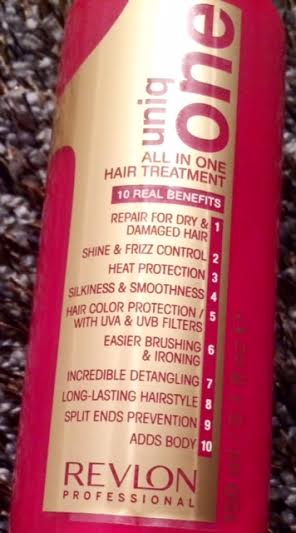 uniq
one
ALL IN ONE
HAIR TREATMENT
10 REAL BENEFITS
REPAIR FOR DRY & 1
DAMAGED HAIR
SHINE & FRIZZ CONTROL 2
HEAT PROTECTION 3
SILKINESS & SMOOTHNESS 4
HAIR COLOR PROTECTION / 5
WITH UVA & UVB FILTERS
EASIER BRUSHING 6
& IRONING
INCREDIBLE DETANGLING 7
LONG-LASTING HAIRSTYLE 8
SPLIT ENDS PREVENTION 9
ADDS BODY 10
REVLON
PROFESSIONAL